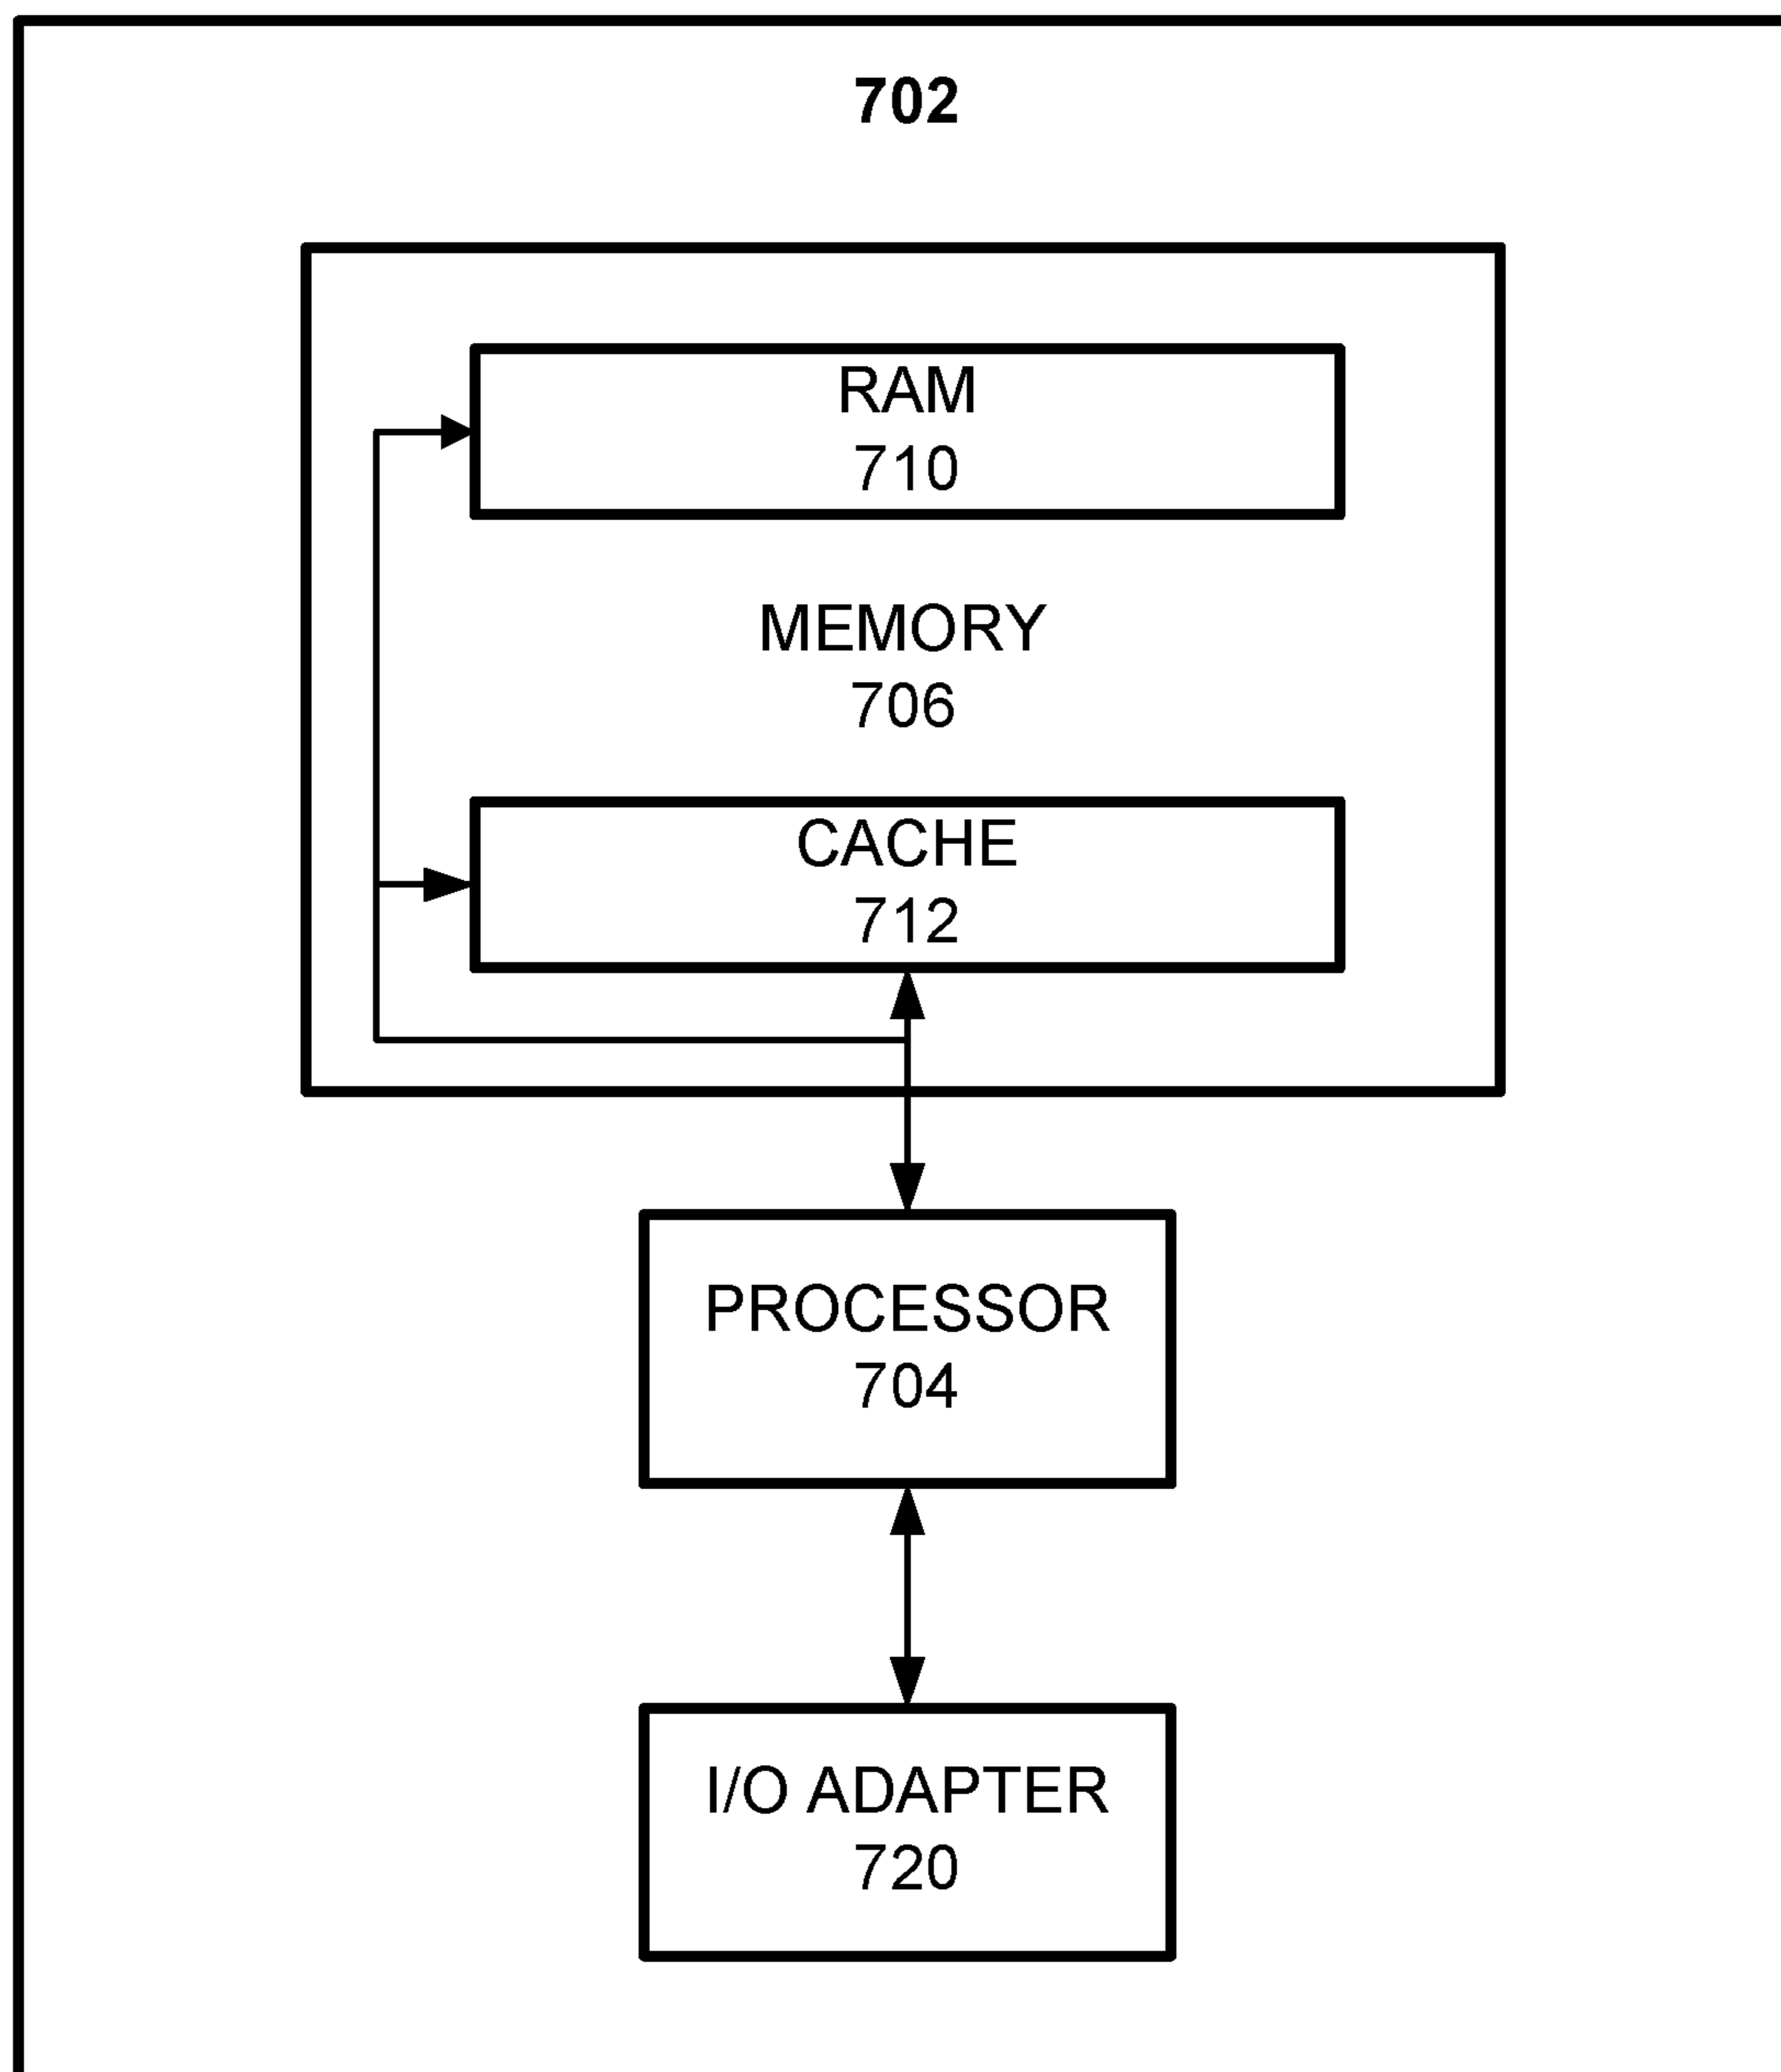 702
RAM
710
MEMORY
706
CACHE
712
PROCESSOR
704
I/O ADAPTER
720